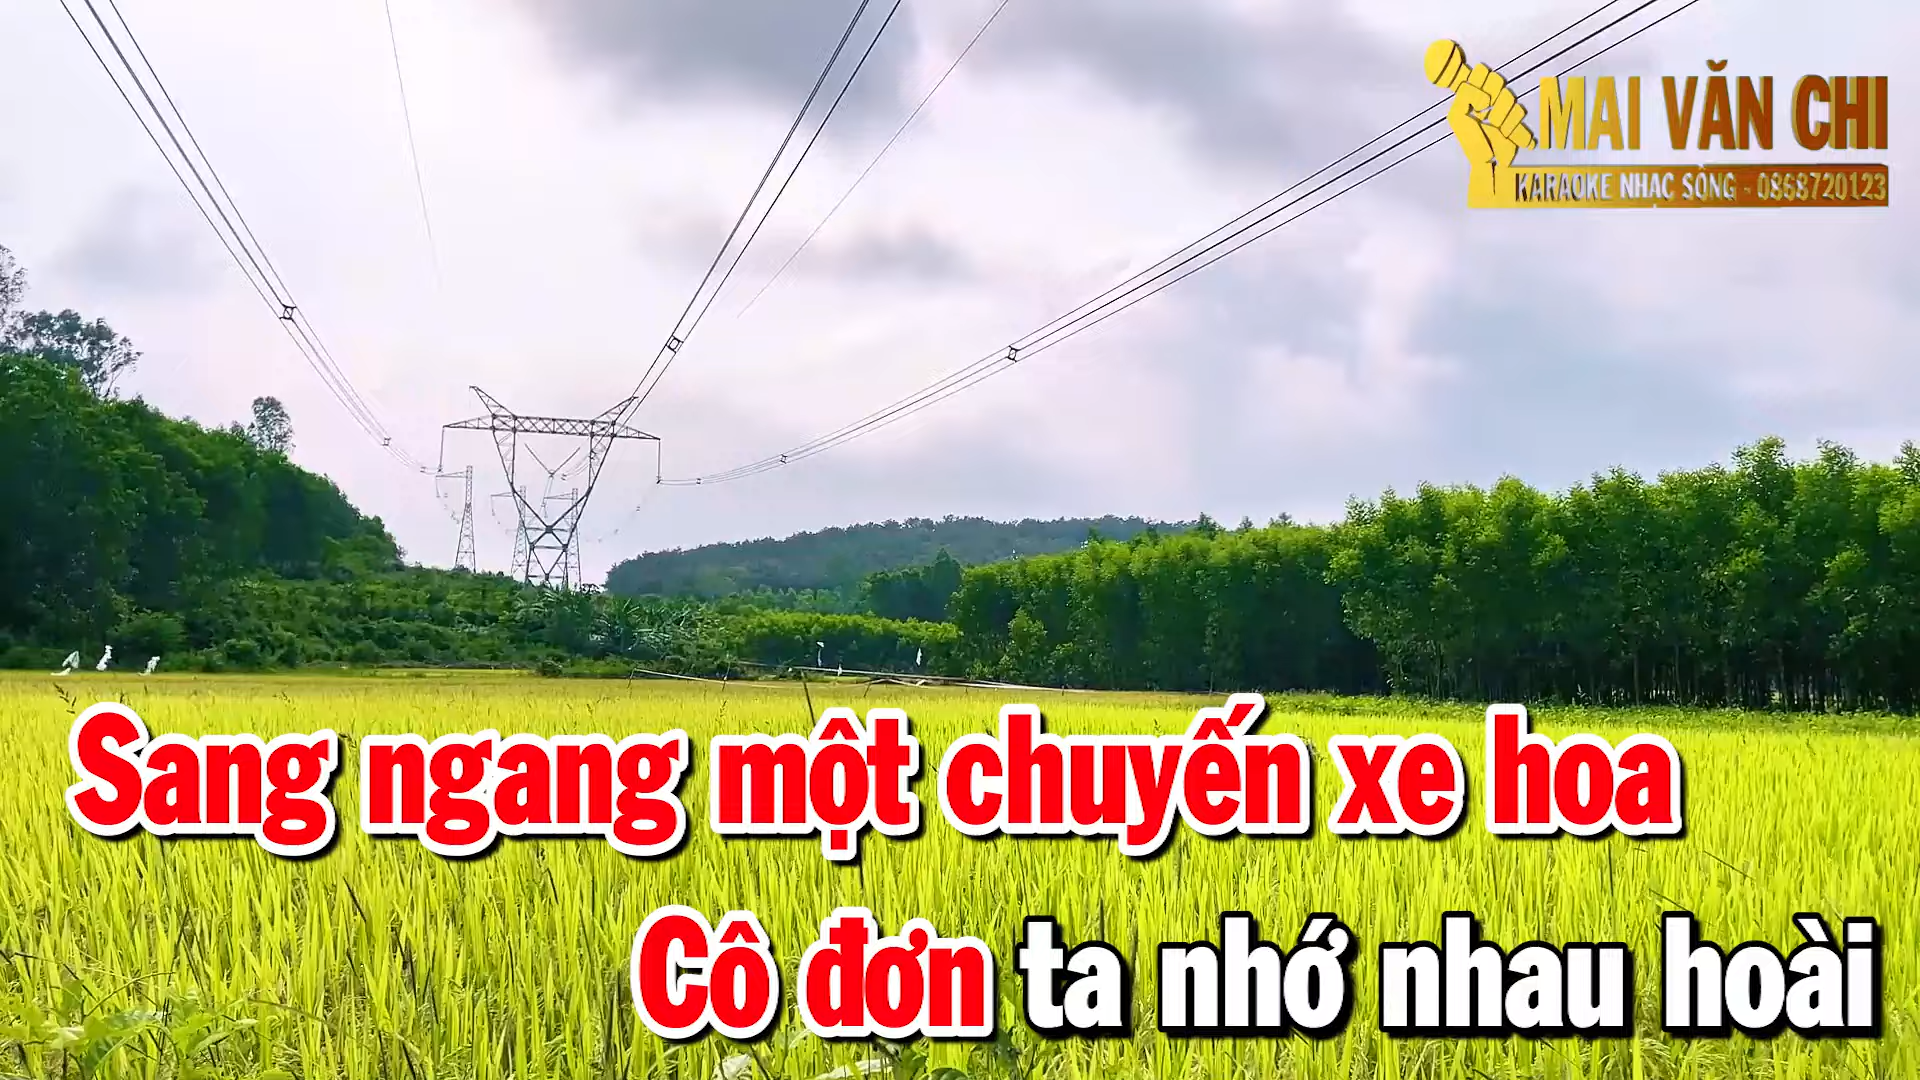 MAI VĂN CHI
KARAOKE NHẠC SỐNG - 0868720123
Sang ngang một chuyến xe hoa
Cô đơn ta nhớ nhau hoài